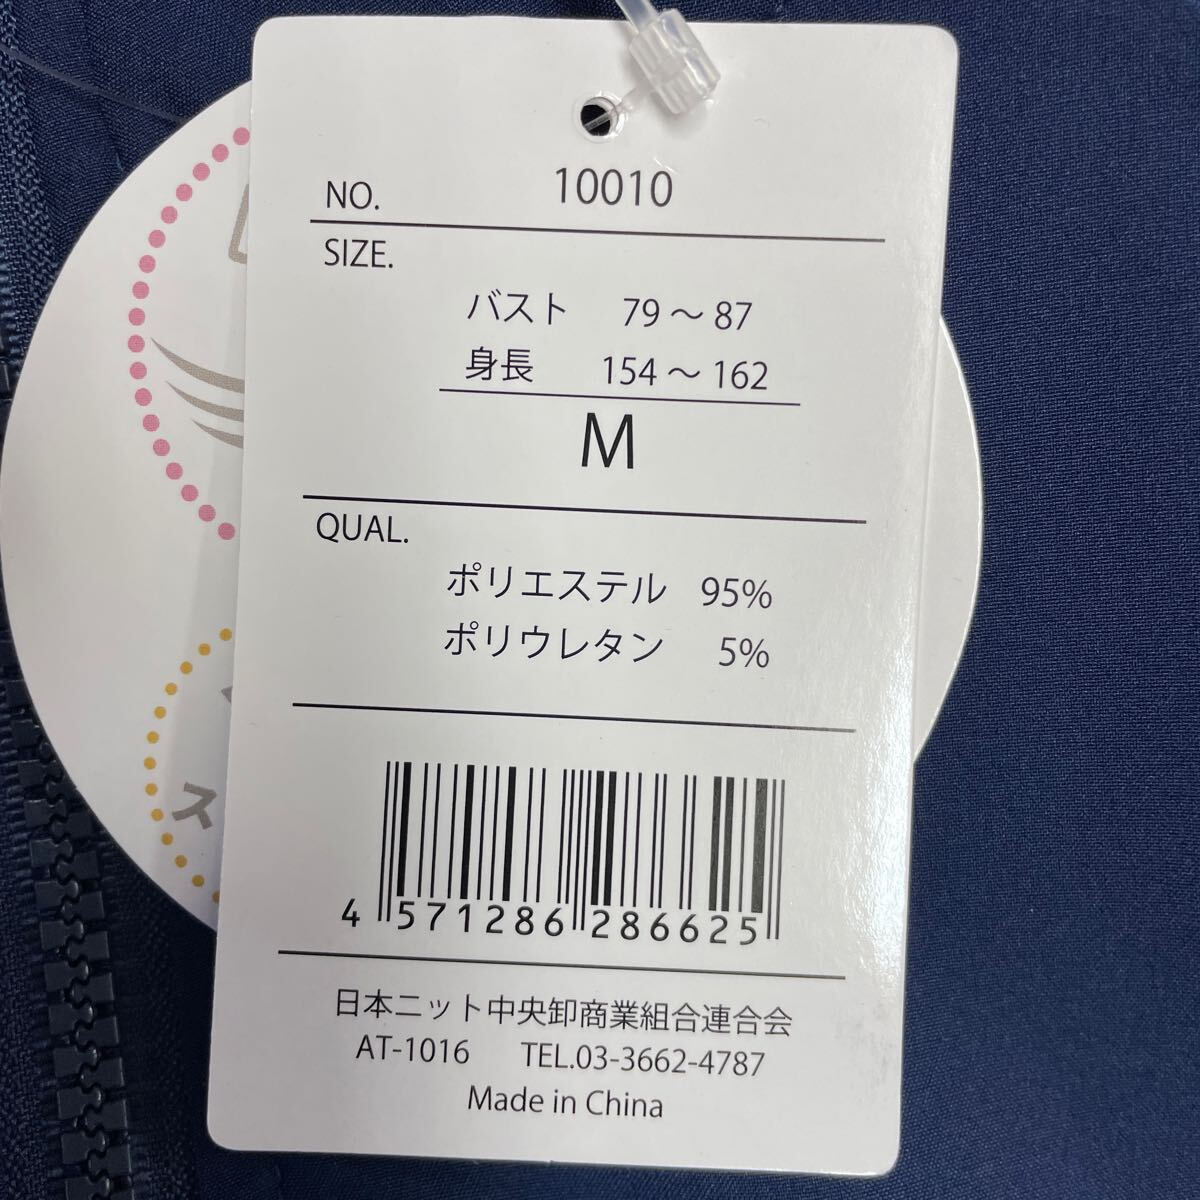 NO. 10010
SIZE.
バスト 79～87
身長 154～162
M
QUAL.
ポリエステル 95%
ポリウレタン 5%
4 571286 286625
日本ニット中央卸商業組合連合会
AT-1016 TEL.03-3662-4787
Made in China
ス